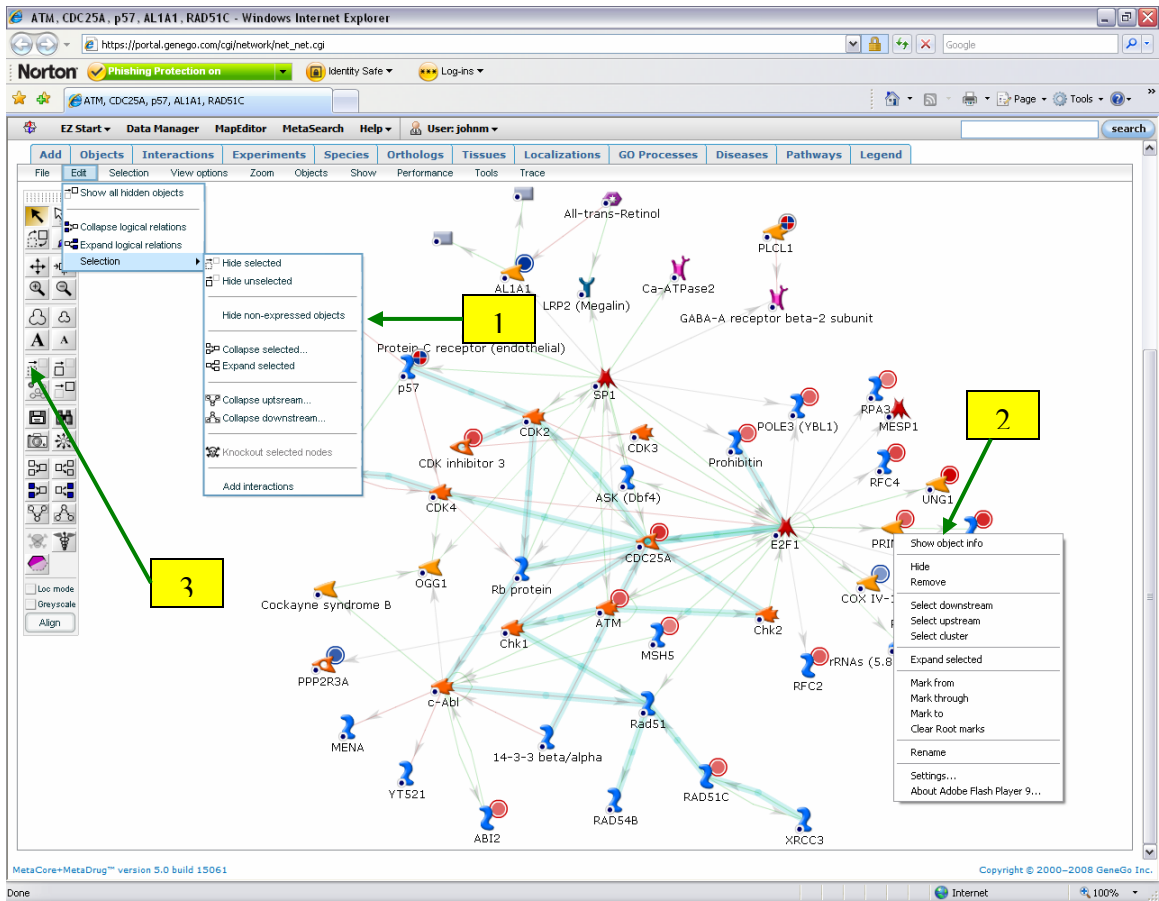 ATM, CDC25A, p57, AL1A1, RAD51C - Windows Internet Explorer
https://portal.genego.com/cgi/network/net_net.cgi
Google
Norton Phishing Protection on Identity Safe Log-ins
ATM, CDC25A, p57, AL1A1, RAD51C
Page Tools
EZ Start Data Manager MapEditor MetaSearch Help User: johnm search
Add Objects Interactions Experiments Species Orthologs Tissues Localizations GO Processes Diseases Pathways Legend
File Edit Selection View options Zoom Objects Show Performance Tools Trace
Show all hidden objects
Collapse logical relations
Expand logical relations
Selection
Hide selected
Hide unselected
Hide non-expressed objects
Collapse selected...
Expand selected
Collapse uptsream...
Collapse downstream...
Knockout selected nodes
Add interactions
1
2
3
A A
Loc mode
Greyscale
Align
All-trans-Retinol
PLCL1
AL1A1
LRP2 (Megalin)
Ca-ATPase2
GABA-A receptor beta-2 subunit
Protein C receptor (endothelial)
p57
SP1
RPA3
MESP1
POLE3 (YBL1)
CDK2
CDK3
Prohibitin
CDK inhibitor 3
RFC4
ASK (Dbf4)
UNG1
CDK4
E2F1
PRI
CDC25A
OGG1
Rb protein
COX IV-
Cockayne syndrome B
ATM
Chk2
Chk1
MSH5
rRNAs (5.8
PPP2R3A
RFC2
c-Abl
Rad51
MENA
14-3-3 beta/alpha
YT521
RAD51C
RAD54B
ABI2
XRCC3
Show object info
Hide
Remove
Select downstream
Select upstream
Select cluster
Expand selected
Mark from
Mark through
Mark to
Clear Root marks
Rename
Settings...
About Adobe Flash Player 9...
MetaCore+MetaDrug™ version 5.0 build 15061 Copyright © 2000-2008 GeneGo Inc.
Done Internet 100%